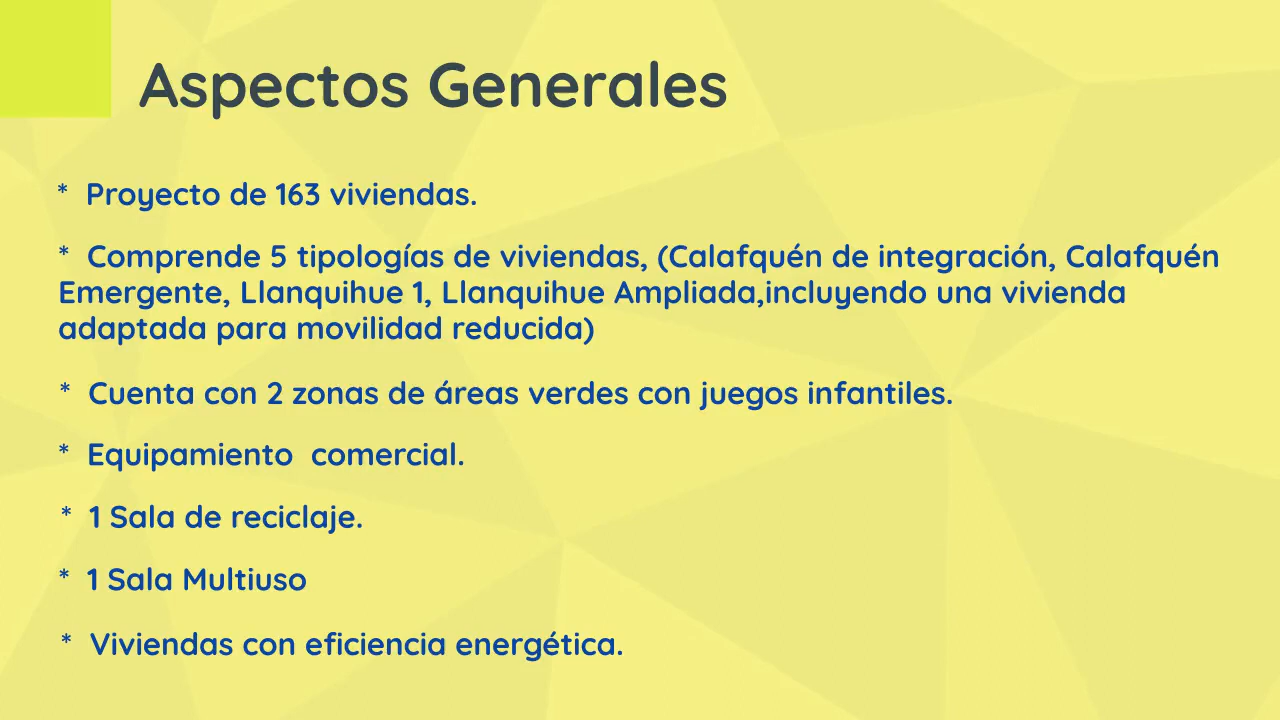 Aspectos Generales
* Proyecto de 163 viviendas.
* Comprende 5 tipologías de viviendas, (Calafquén de integración, Calafquén
Emergente, Llanquihue 1, Llanquihue Ampliada,incluyendo una vivienda
adaptada para movilidad reducida)
* Cuenta con 2 zonas de áreas verdes con juegos infantiles.
* Equipamiento comercial.
* 1 Sala de reciclaje.
* 1 Sala Multiuso
* Viviendas con eficiencia energética.